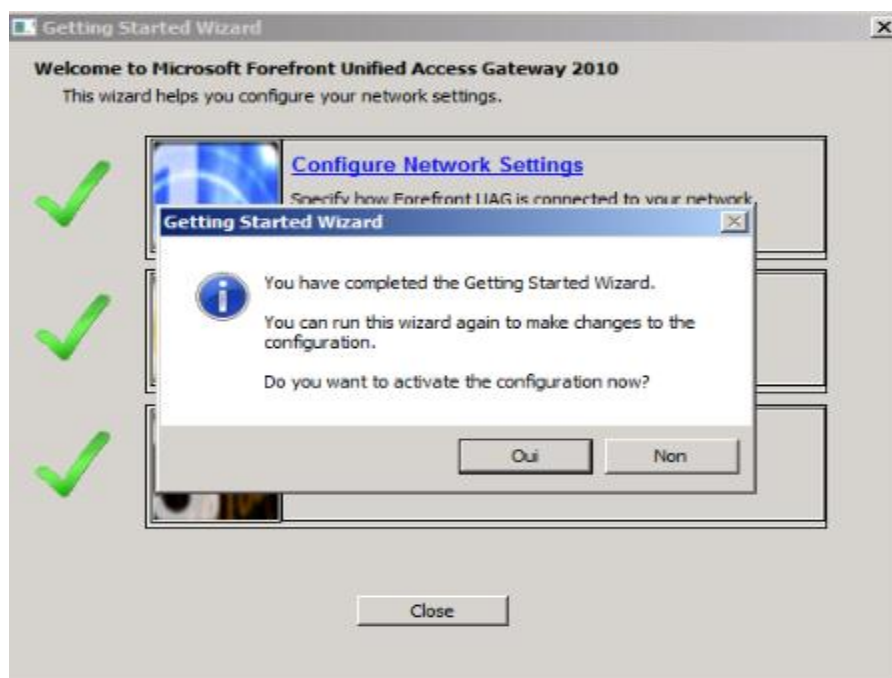 Getting Started Wizard
Welcome to Microsoft Forefront Unified Access Gateway 2010
This wizard helps you configure your network settings.
Configure Network Settings
Specify how Forefront UAG is connected to your network.
Getting Started Wizard
You have completed the Getting Started Wizard.
You can run this wizard again to make changes to the
configuration.
Do you want to activate the configuration now?
Oui
Non
Close